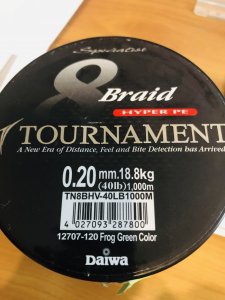 Specialist
8 Braid
HYPER PE
TOURNAMENT
A New Era of Distance, Feel and Bite Detection has Arrived
0.20 mm.18.8kg
(40lb)1,000m
TN8BHV-40LB1000M
4 027093 287800
12707-120 Frog Green Color
DAIWA